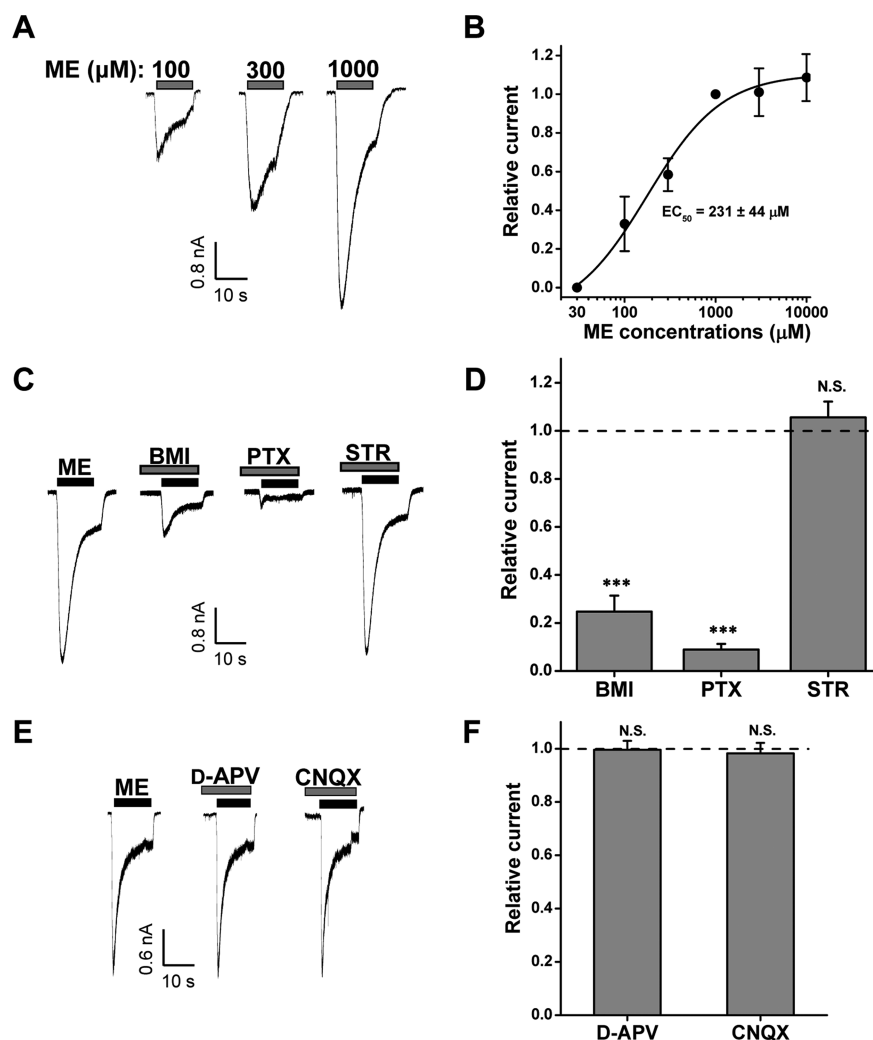 A
ME (µM): 100 300 1000
0.8 nA
10 s
B
Relative current
1.2
1.0
0.8
0.6
0.4
0.2
0.0
EC50 = 231 ± 44 µM
30 100 1000 10000
ME concentrations (µM)
C
ME BMI PTX STR
0.8 nA
10 s
D
Relative current
1.2
1.0
0.8
0.6
0.4
0.2
0.0
*** *** N.S.
BMI PTX STR
E
ME D-APV CNQX
0.6 nA
10 s
F
Relative current
1.0
0.8
0.6
0.4
0.2
0.0
N.S. N.S.
D-APV CNQX